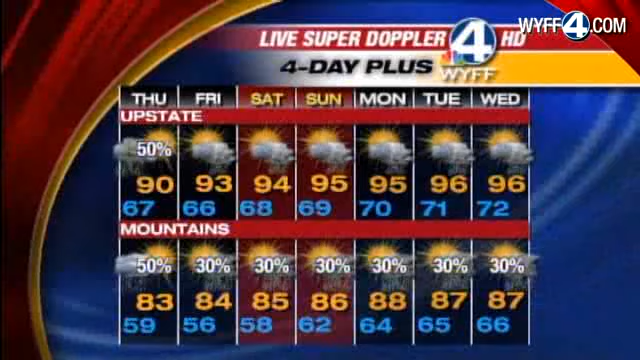 WYFF4.COM
LIVE SUPER DOPPLER 4 HD
4-DAY PLUS WYFF
THU FRI SAT SUN MON TUE WED
UPSTATE
50%
90 93 94 95 95 96 96
67 66 68 69 70 71 72
MOUNTAINS
50% 30% 30% 30% 30% 30% 30%
83 84 85 86 88 87 87
59 56 58 62 64 65 66